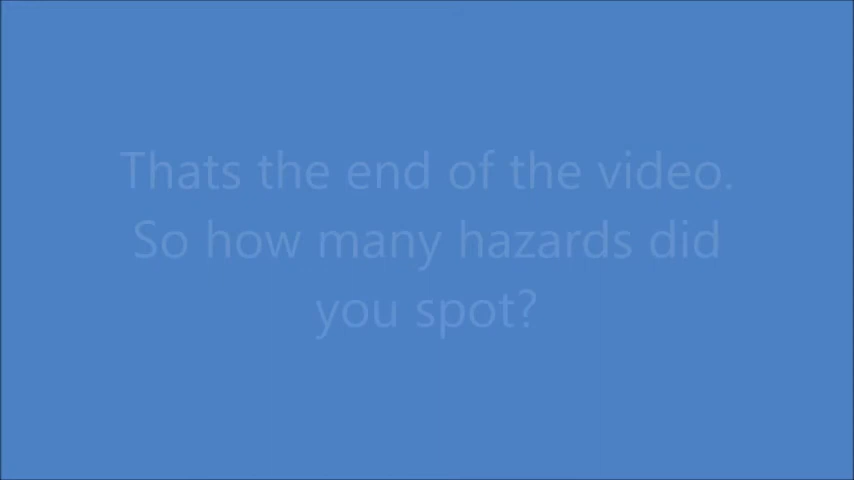 Thats the end of the video.
So how many hazards did
you spot?